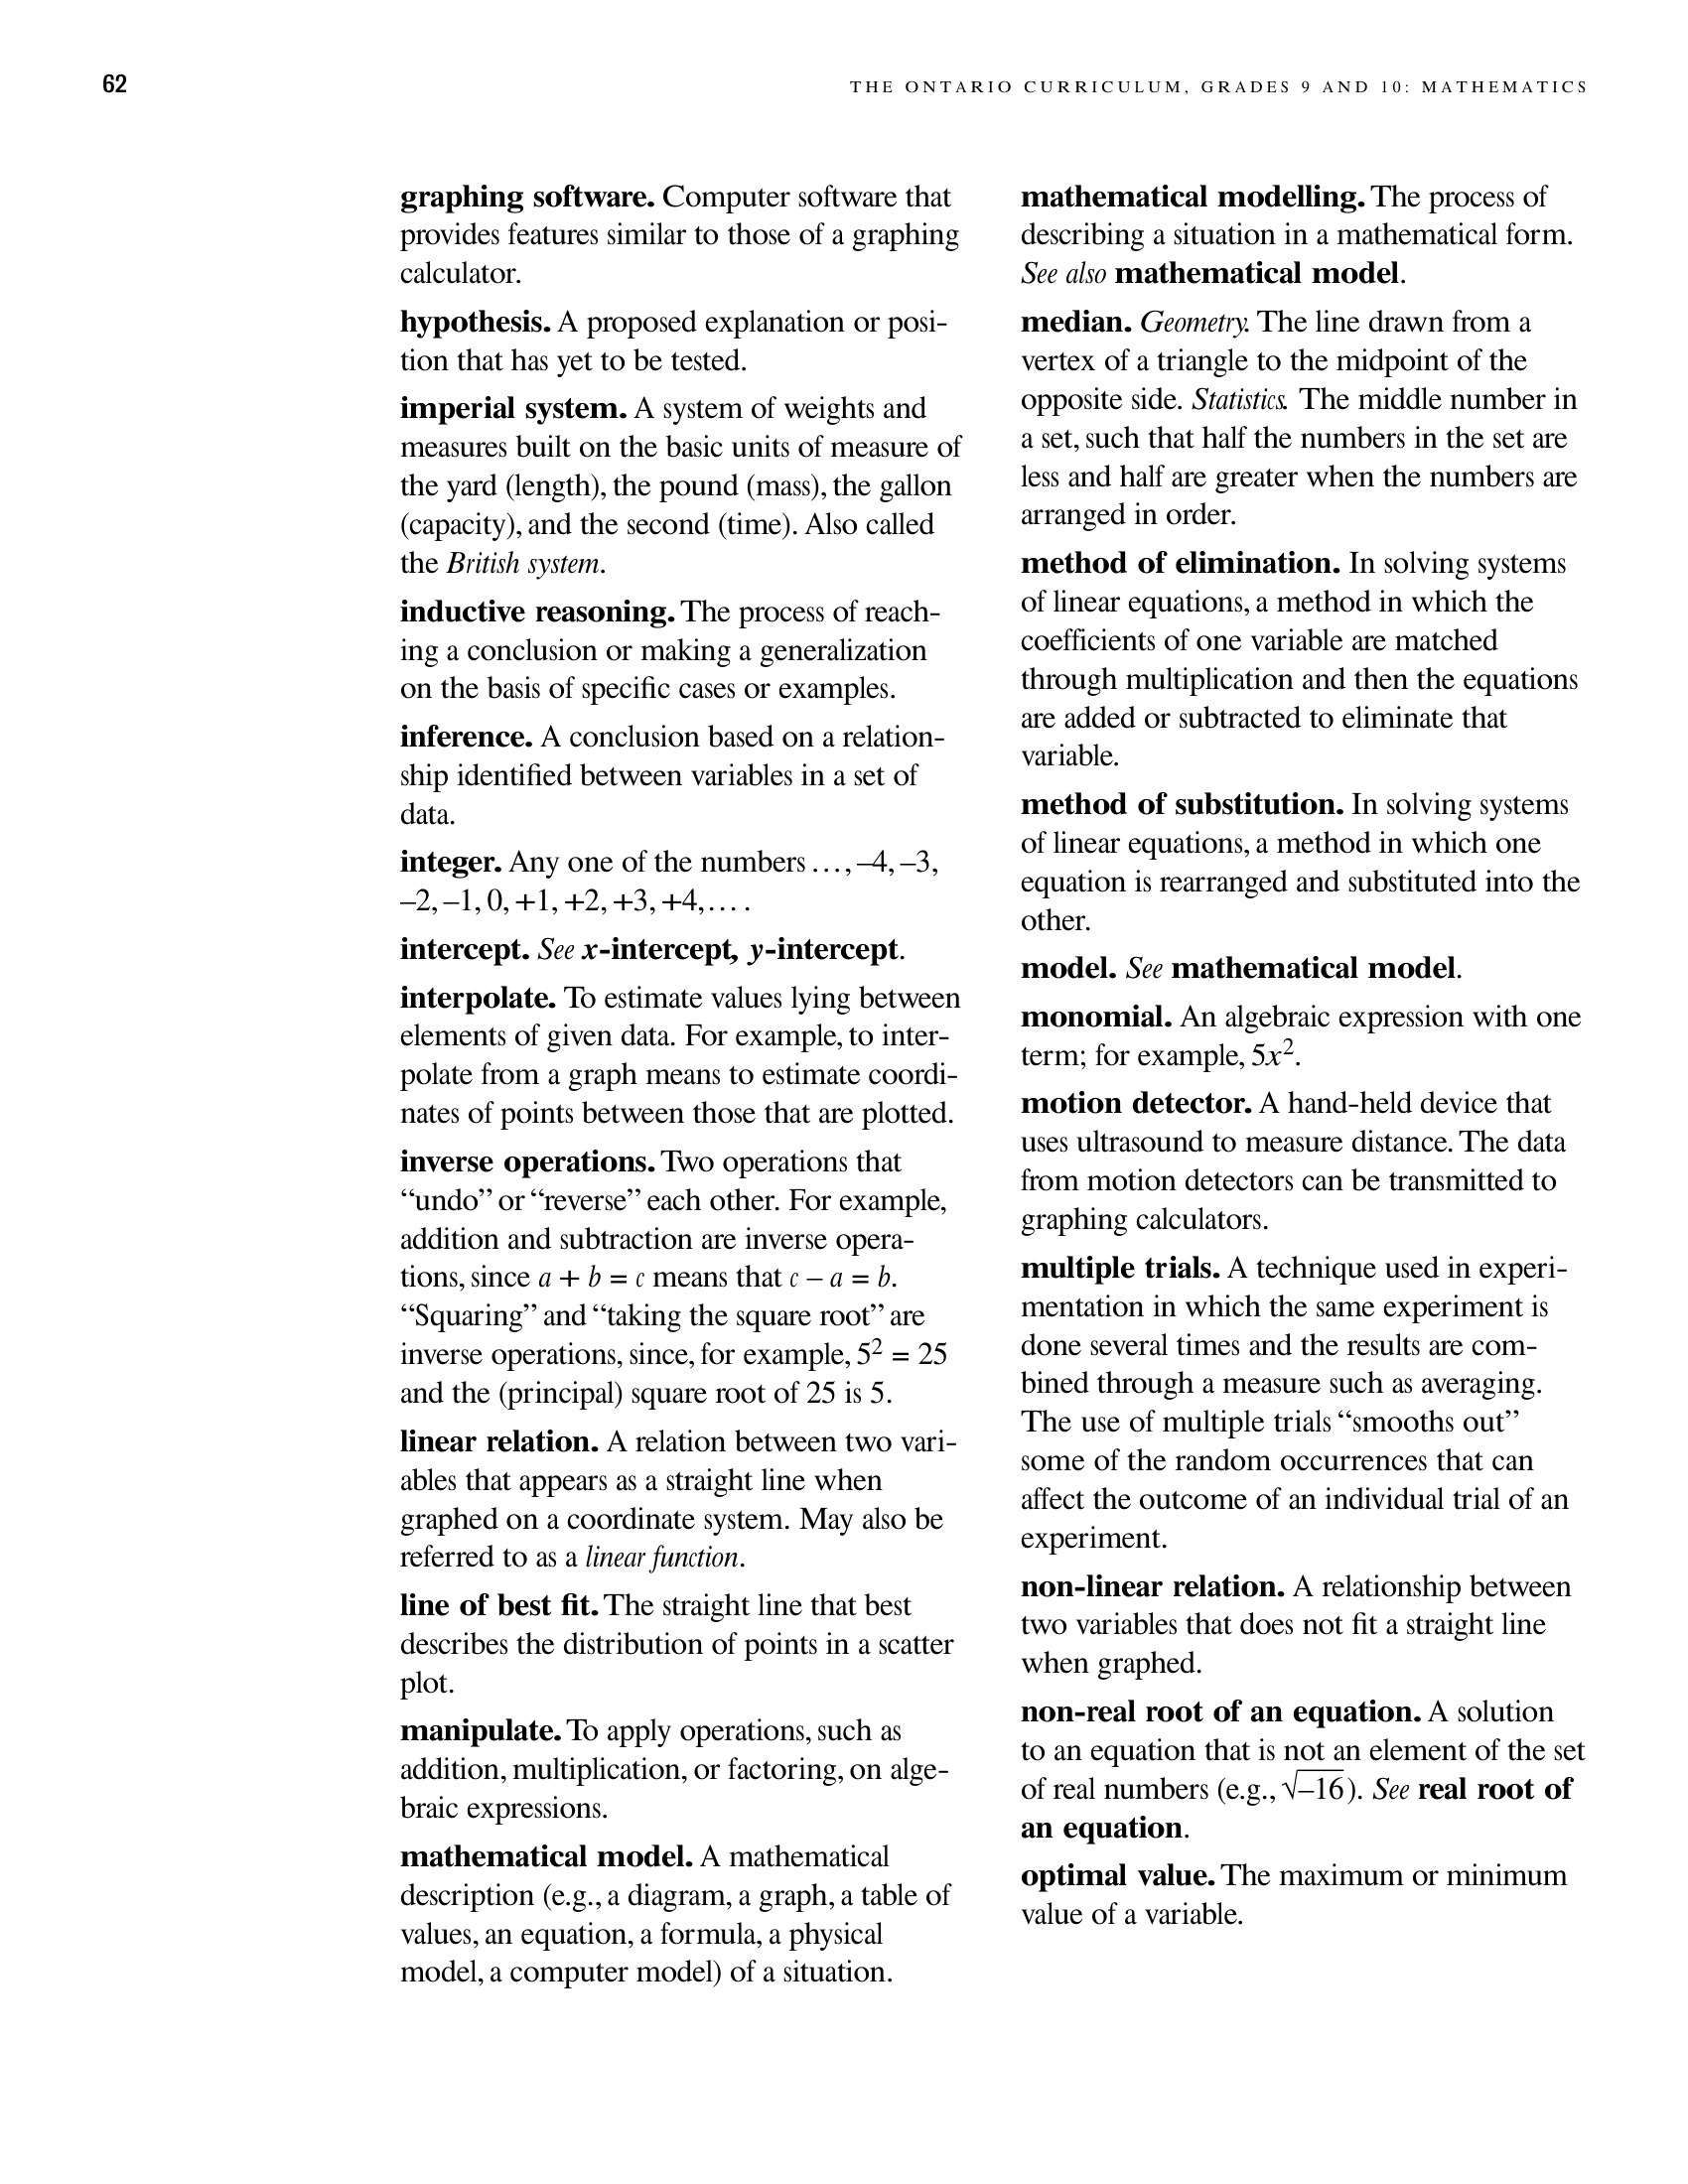 62
THE ONTARIO CURRICULUM, GRADES 9 AND 10: MATHEMATICS
graphing software. Computer software that
provides features similar to those of a graphing
calculator.
hypothesis. A proposed explanation or posi-
tion that has yet to be tested.
imperial system. A system of weights and
measures built on the basic units of measure of
the yard (length), the pound (mass), the gallon
(capacity), and the second (time). Also called
the British system.
inductive reasoning. The process of reach-
ing a conclusion or making a generalization
on the basis of specific cases or examples.
inference. A conclusion based on a relation-
ship identified between variables in a set of
data.
integer. Any one of the numbers . . . , –4, –3,
–2, –1, 0, +1, +2, +3, +4, . . . .
intercept. See x-intercept, y-intercept.
interpolate. To estimate values lying between
elements of given data. For example, to inter-
polate from a graph means to estimate coordi-
nates of points between those that are plotted.
inverse operations. Two operations that
“undo” or “reverse” each other. For example,
addition and subtraction are inverse opera-
tions, since a + b = c means that c – a = b.
“Squaring” and “taking the square root” are
inverse operations, since, for example, 5² = 25
and the (principal) square root of 25 is 5.
linear relation. A relation between two vari-
ables that appears as a straight line when
graphed on a coordinate system. May also be
referred to as a linear function.
line of best fit. The straight line that best
describes the distribution of points in a scatter
plot.
manipulate. To apply operations, such as
addition, multiplication, or factoring, on alge-
braic expressions.
mathematical model. A mathematical
description (e.g., a diagram, a graph, a table of
values, an equation, a formula, a physical
model, a computer model) of a situation.
mathematical modelling. The process of
describing a situation in a mathematical form.
See also mathematical model.
median. Geometry. The line drawn from a
vertex of a triangle to the midpoint of the
opposite side. Statistics. The middle number in
a set, such that half the numbers in the set are
less and half are greater when the numbers are
arranged in order.
method of elimination. In solving systems
of linear equations, a method in which the
coefficients of one variable are matched
through multiplication and then the equations
are added or subtracted to eliminate that
variable.
method of substitution. In solving systems
of linear equations, a method in which one
equation is rearranged and substituted into the
other.
model. See mathematical model.
monomial. An algebraic expression with one
term; for example, 5x².
motion detector. A hand-held device that
uses ultrasound to measure distance. The data
from motion detectors can be transmitted to
graphing calculators.
multiple trials. A technique used in experi-
mentation in which the same experiment is
done several times and the results are com-
bined through a measure such as averaging.
The use of multiple trials “smooths out”
some of the random occurrences that can
affect the outcome of an individual trial of an
experiment.
non-linear relation. A relationship between
two variables that does not fit a straight line
when graphed.
non-real root of an equation. A solution
to an equation that is not an element of the set
of real numbers (e.g., √–16). See real root of
an equation.
optimal value. The maximum or minimum
value of a variable.